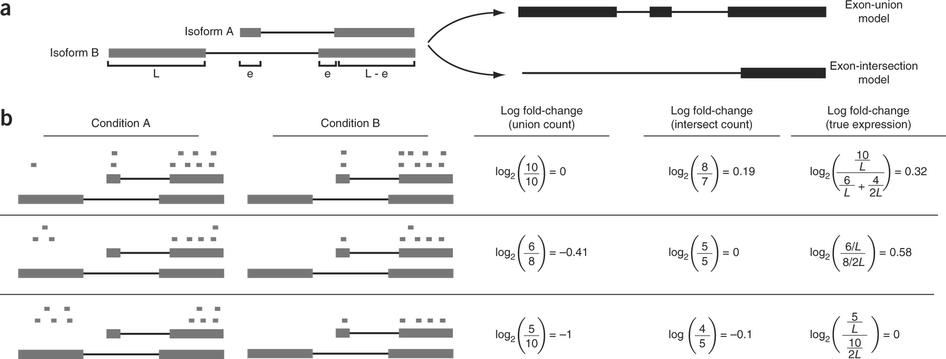 a
Isoform A
Isoform B
L
e
e
L - e
Exon-union
model
Exon-intersection
model
b
Condition A
Condition B
Log fold-change
(union count)
Log fold-change
(intersect count)
Log fold-change
(true expression)
log2(10/10) = 0
log2(8/7) = 0.19
log2((10/L)/(6/L + 4/2L)) = 0.32
log2(6/8) = –0.41
log2(5/5) = 0
log2((6/L)/(8/2L)) = 0.58
log2(5/10) = –1
log(4/5) = –0.1
log2((5/L)/(10/2L)) = 0